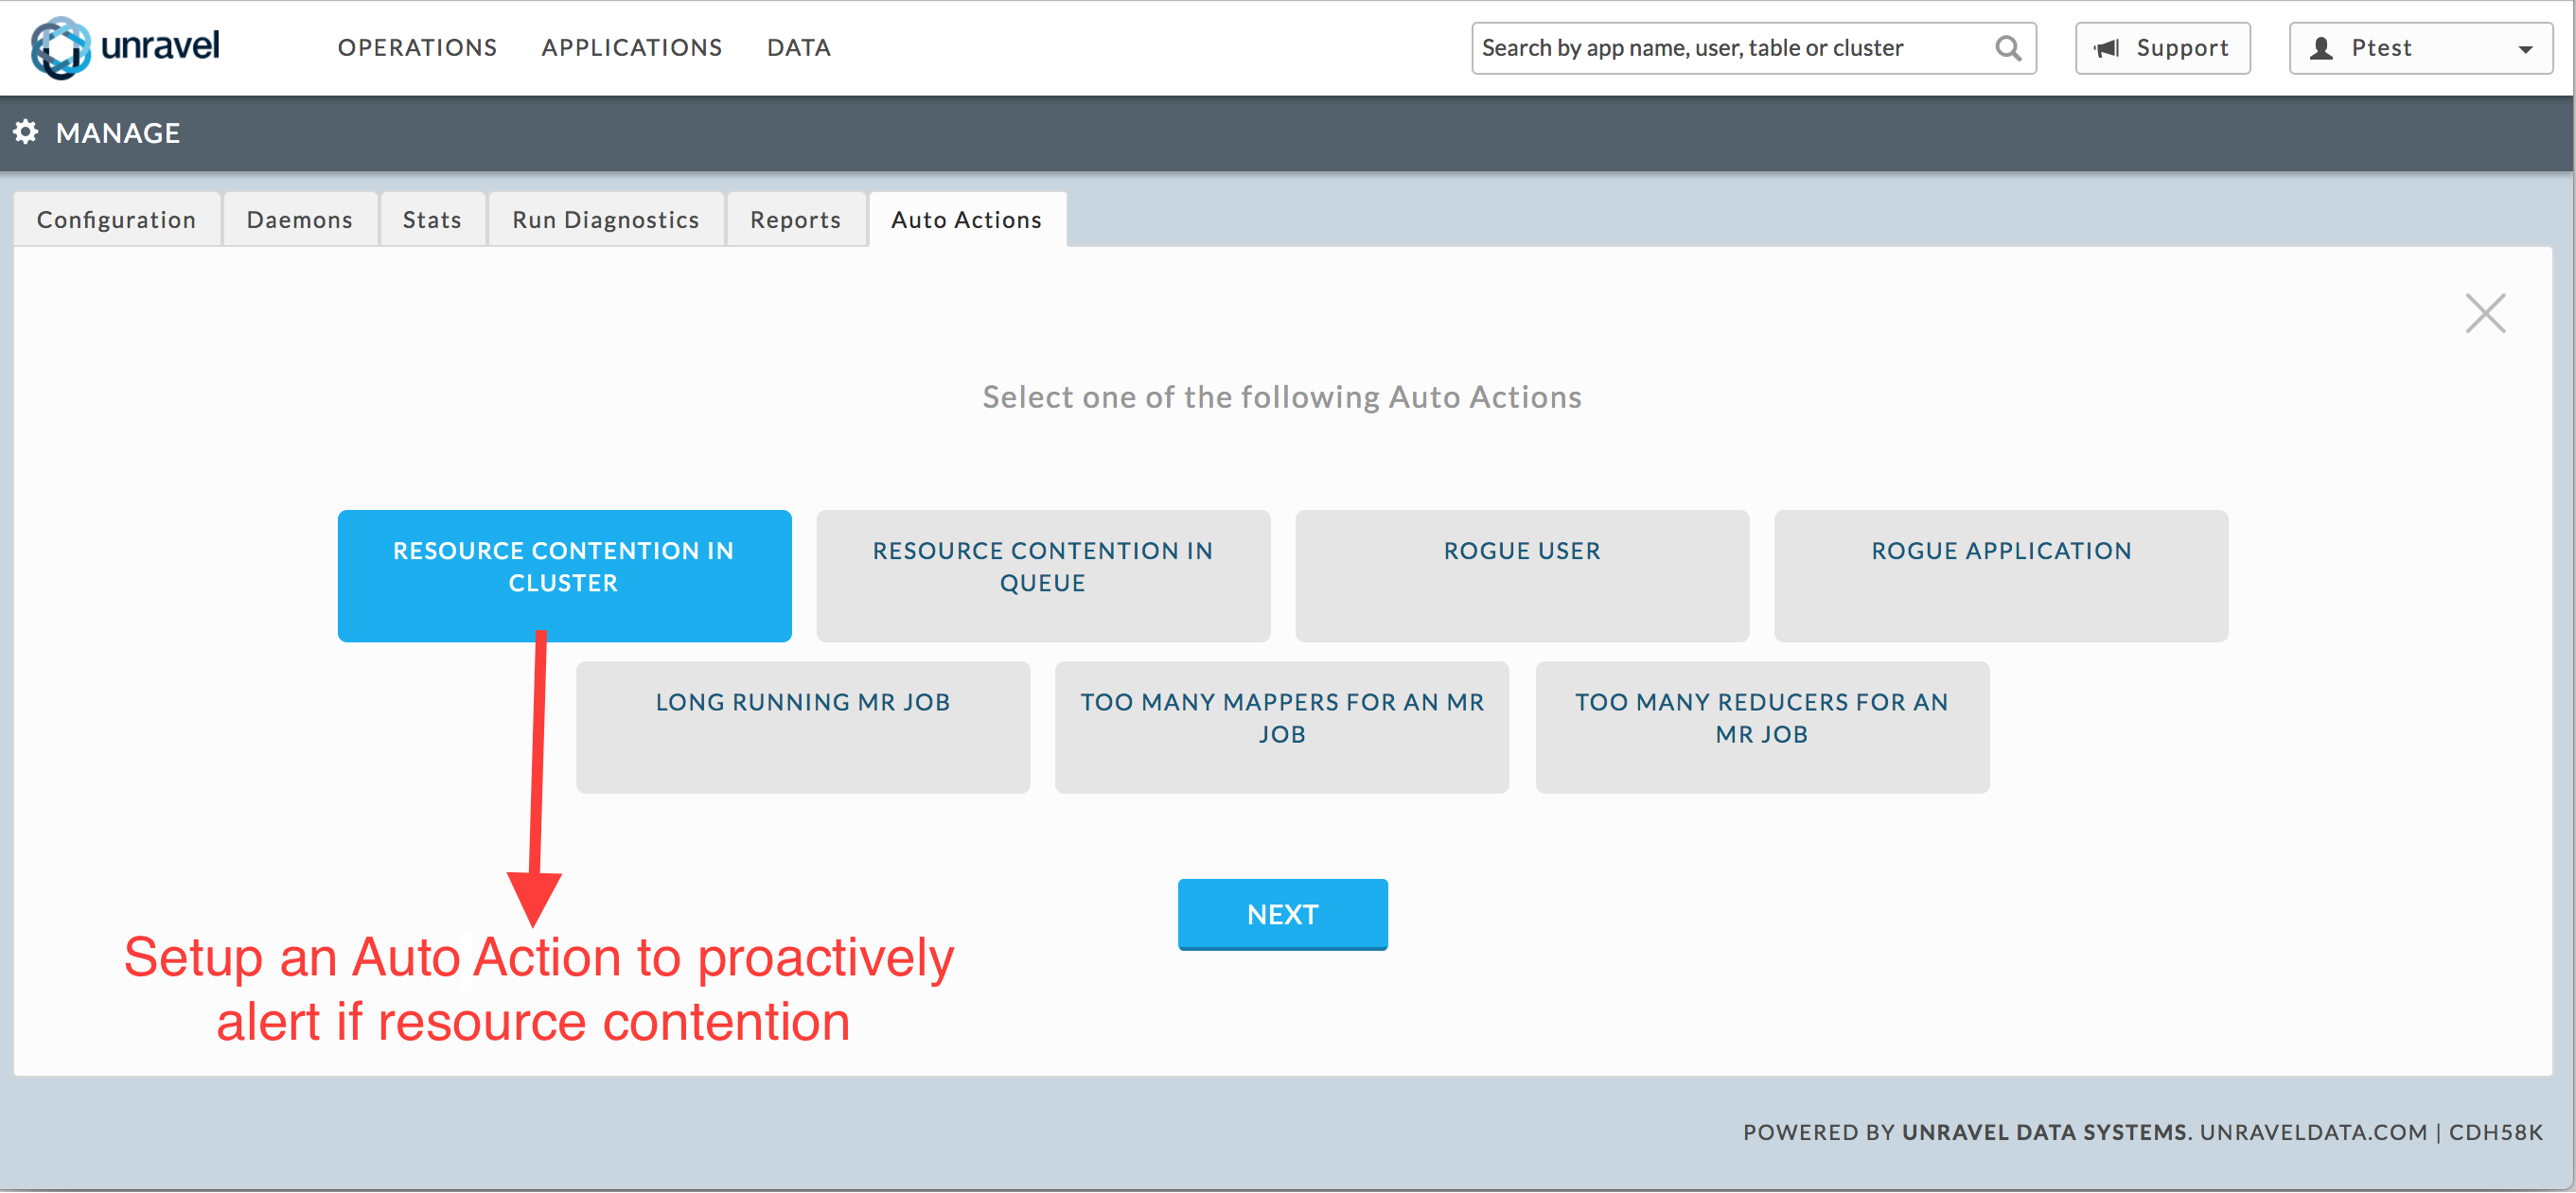 unravel
OPERATIONS APPLICATIONS DATA
Search by app name, user, table or cluster
Support
Ptest
MANAGE
Configuration Daemons Stats Run Diagnostics Reports Auto Actions
Select one of the following Auto Actions
RESOURCE CONTENTION IN
CLUSTER
RESOURCE CONTENTION IN
QUEUE
ROGUE USER
ROGUE APPLICATION
LONG RUNNING MR JOB
TOO MANY MAPPERS FOR AN MR
JOB
TOO MANY REDUCERS FOR AN
MR JOB
NEXT
Setup an Auto Action to proactively
alert if resource contention
POWERED BY UNRAVEL DATA SYSTEMS. UNRAVELDATA.COM | CDH58K